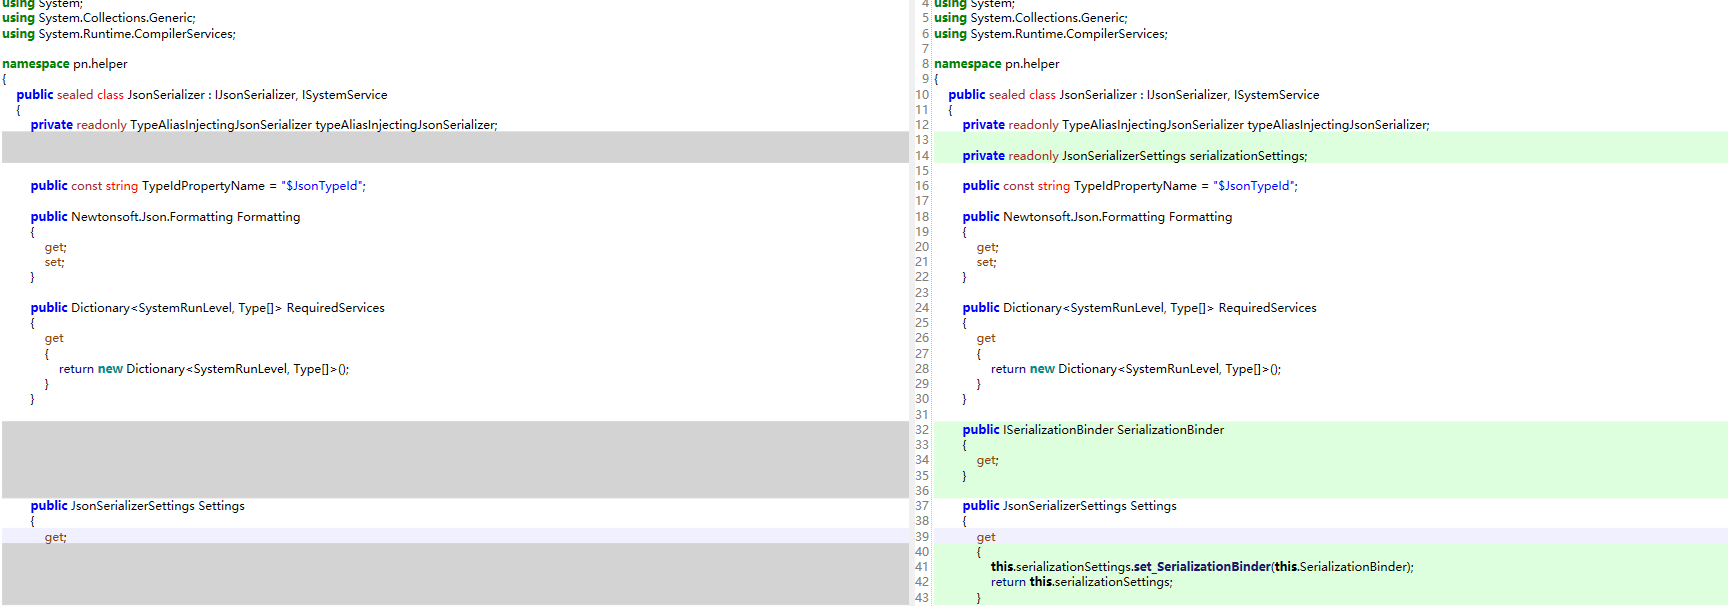 using System;
using System.Collections.Generic;
using System.Runtime.CompilerServices;
namespace pn.helper
{
public sealed class JsonSerializer : IJsonSerializer, ISystemService
{
private readonly TypeAliasInjectingJsonSerializer typeAliasInjectingJsonSerializer;
public const string TypeIdPropertyName = "$JsonTypeId";
public Newtonsoft.Json.Formatting Formatting
{
get;
set;
}
public Dictionary<SystemRunLevel, Type[]> RequiredServices
{
get
{
return new Dictionary<SystemRunLevel, Type[]>();
}
}
public JsonSerializerSettings Settings
{
get;
4 using System;
5 using System.Collections.Generic;
6 using System.Runtime.CompilerServices;
7
8 namespace pn.helper
9 {
10 public sealed class JsonSerializer : IJsonSerializer, ISystemService
11 {
12 private readonly TypeAliasInjectingJsonSerializer typeAliasInjectingJsonSerializer;
13
14 private readonly JsonSerializerSettings serializationSettings;
15
16 public const string TypeIdPropertyName = "$JsonTypeId";
17
18 public Newtonsoft.Json.Formatting Formatting
19 {
20 get;
21 set;
22 }
23
24 public Dictionary<SystemRunLevel, Type[]> RequiredServices
25 {
26 get
27 {
28 return new Dictionary<SystemRunLevel, Type[]>();
29 }
30 }
31
32 public ISerializationBinder SerializationBinder
33 {
34 get;
35 }
36
37 public JsonSerializerSettings Settings
38 {
39 get
40 {
41 this.serializationSettings.set_SerializationBinder(this.SerializationBinder);
42 return this.serializationSettings;
43 }